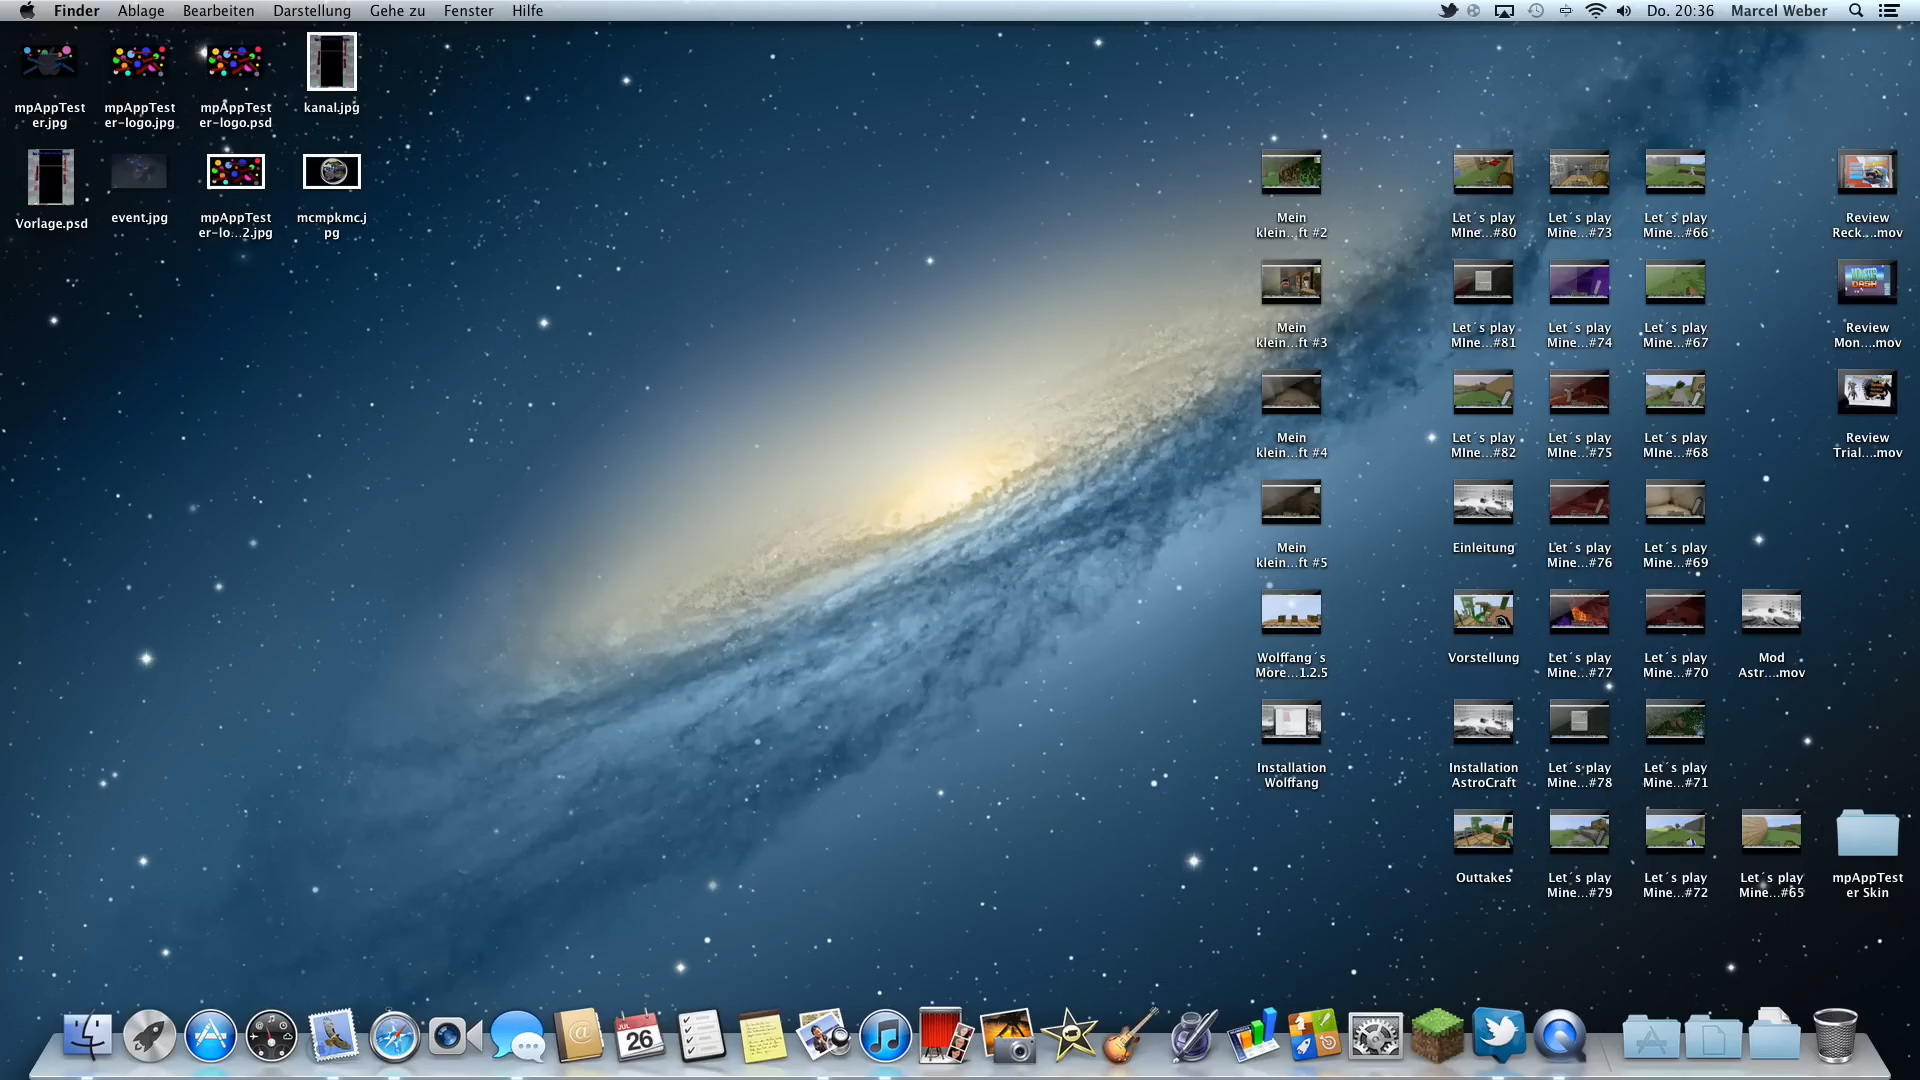 Finder Ablage Bearbeiten Darstellung Gehe zu Fenster Hilfe Do. 20:36 Marcel Weber
mpAppTest
er.jpg
mpAppTest
er-logo.jpg
mpAppTest
er-logo.psd
kanal.jpg
Vorlage.psd
event.jpg
mpAppTest
er-lo...2.jpg
mcmpkmc.j
pg
Mein
klein...ft #2
Let´s play
MIne...#80
Let´s play
Mine...#73
Let´s play
Mine...#66
Review
Reck....mov
Mein
klein...ft #3
Let´s play
MIne...#81
Let´s play
Mine...#74
Let´s play
Mine...#67
MONSTER
DASH
Review
Mon....mov
Mein
klein...ft #4
Let´s play
MIne...#82
Let´s play
Mine...#75
Let´s play
Mine...#68
Review
Trial....mov
Mein
klein...ft #5
Einleitung
Let´s play
Mine...#76
Let´s play
Mine...#69
Wolffang´s
More...1.2.5
Vorstellung
Let´s play
Mine...#77
Let´s play
Mine...#70
Mod
Astr....mov
Installation
Wolffang
Installation
AstroCraft
Let´s play
Mine...#78
Let´s play
Mine...#71
Outtakes
Let´s play
Mine...#79
Let´s play
Mine...#72
Let´s play
Mine...#65
mpAppTest
er Skin
JUL
26